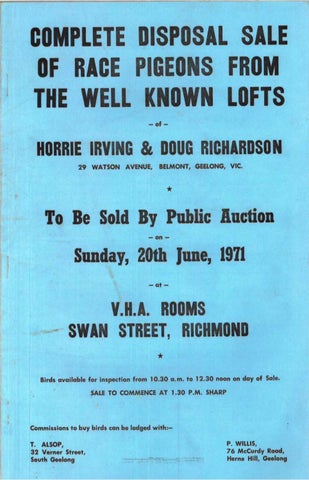 COMPLETE DISPOSAL SALE
OF RACE PIGEONS FROM
THE WELL KNOWN LOFTS
– of –
HORRIE IRVING & DOUG RICHARDSON
29 WATSON AVENUE, BELMONT, GEELONG, VIC.
★
To Be Sold By Public Auction
– on –
Sunday, 20th June, 1971
– at –
V.H.A. ROOMS
SWAN STREET, RICHMOND
★
Birds available for inspection from 10.30 a.m. to 12.30 noon on day of Sale.
SALE TO COMMENCE AT 1.30 P.M. SHARP
Commissions to buy birds can be lodged with:—
T. ALSOP,
32 Verner Street,
South Geelong
P. WILLIS,
76 McCurdy Road,
Herne Hill, Geelong